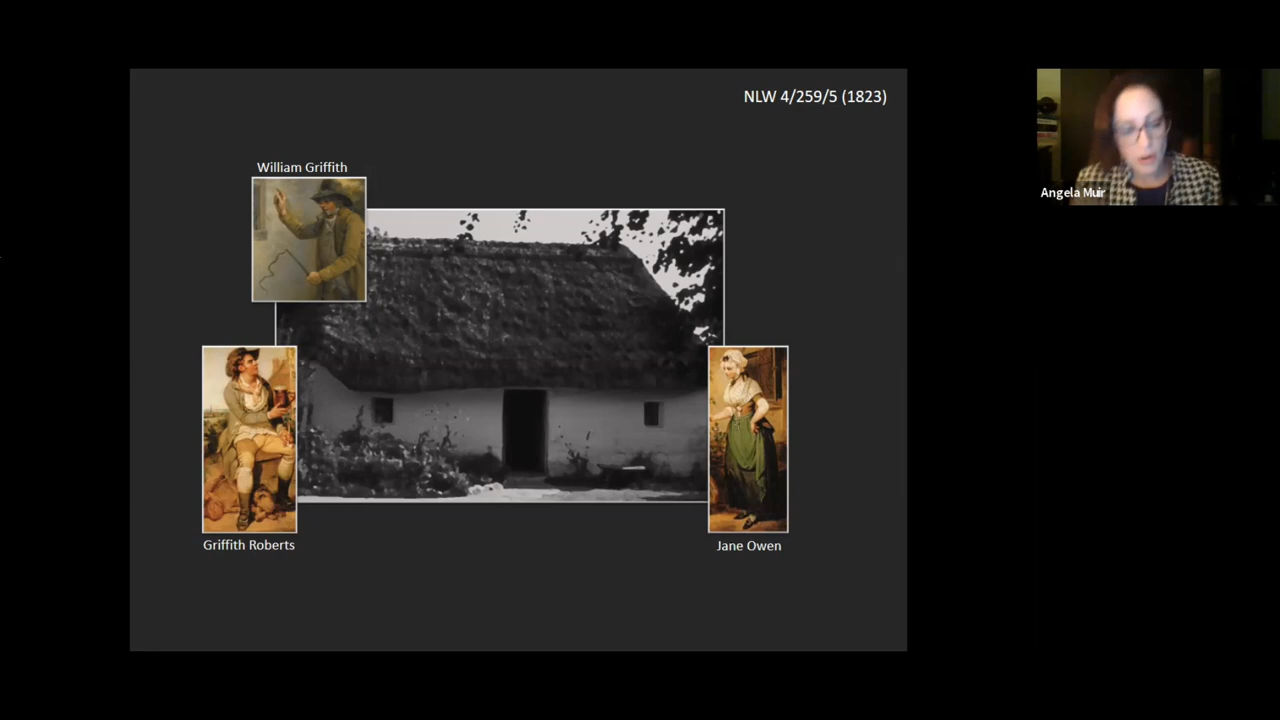 NLW 4/259/5 (1823)
William Griffith
Angela Muir
Griffith Roberts
Jane Owen